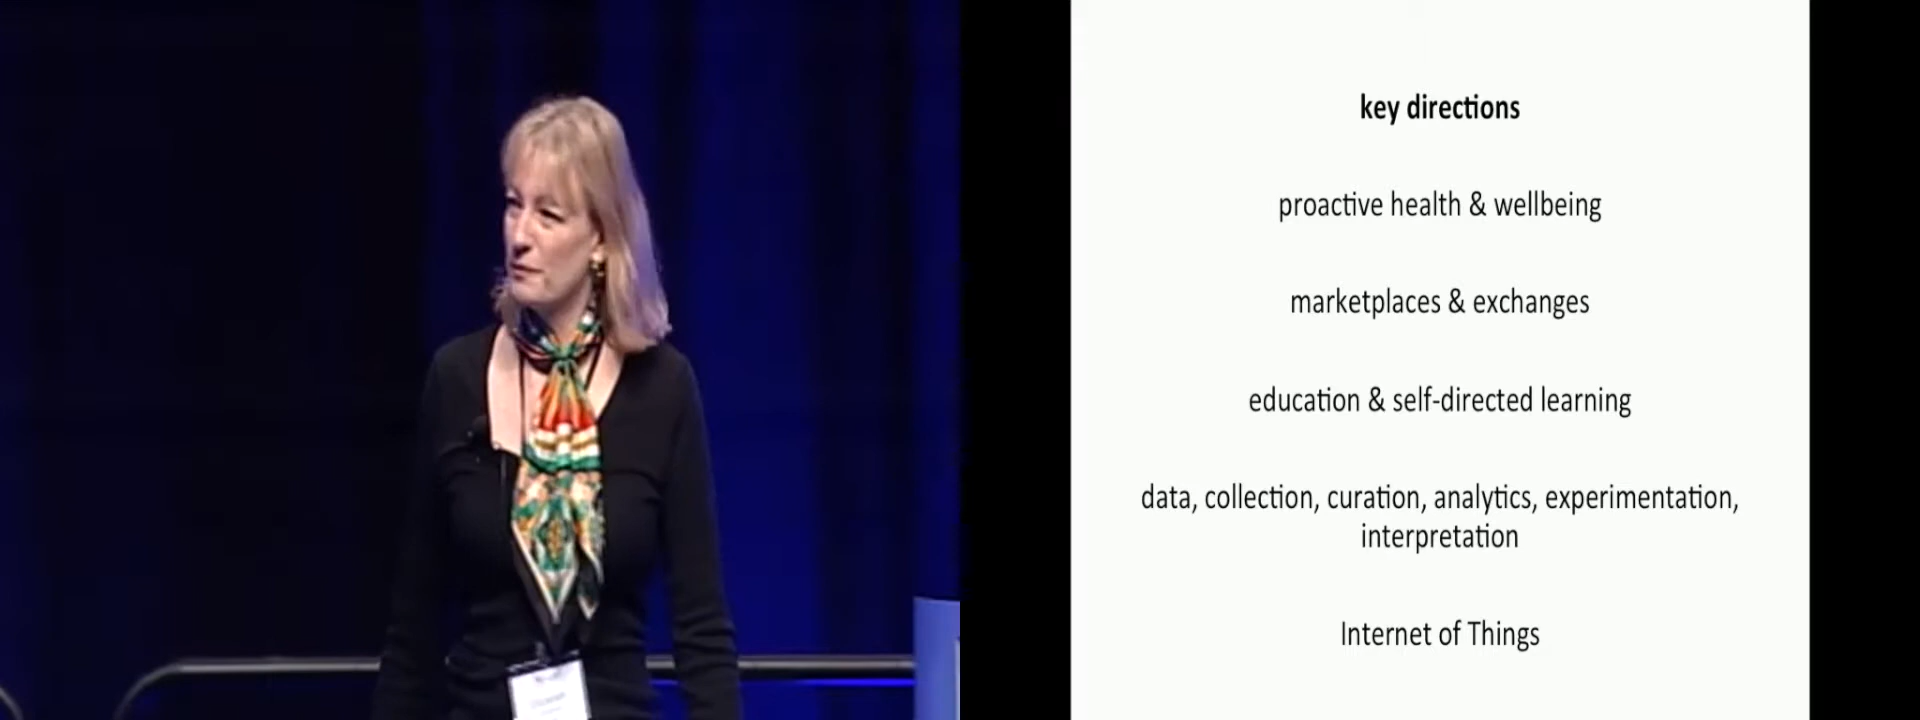 key directions
proactive health & wellbeing
marketplaces & exchanges
education & self-directed learning
data, collection, curation, analytics, experimentation,
interpretation
Internet of Things